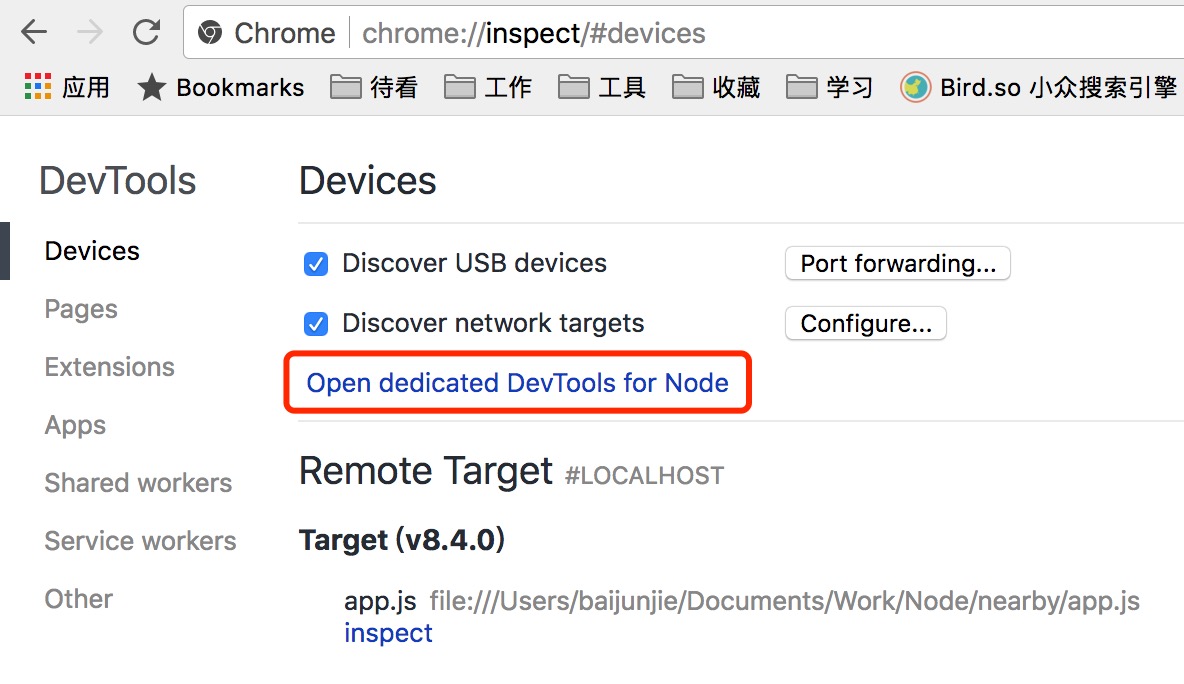 Chrome chrome://inspect/#devices
应用 Bookmarks 待看 工作 工具 收藏 学习 Bird.so 小众搜索引擎
DevTools
Devices
Pages
Extensions
Apps
Shared workers
Service workers
Other
Devices
Discover USB devices Port forwarding...
Discover network targets Configure...
Open dedicated DevTools for Node
Remote Target #LOCALHOST
Target (v8.4.0)
app.js file:///Users/baijunjie/Documents/Work/Node/nearby/app.js
inspect